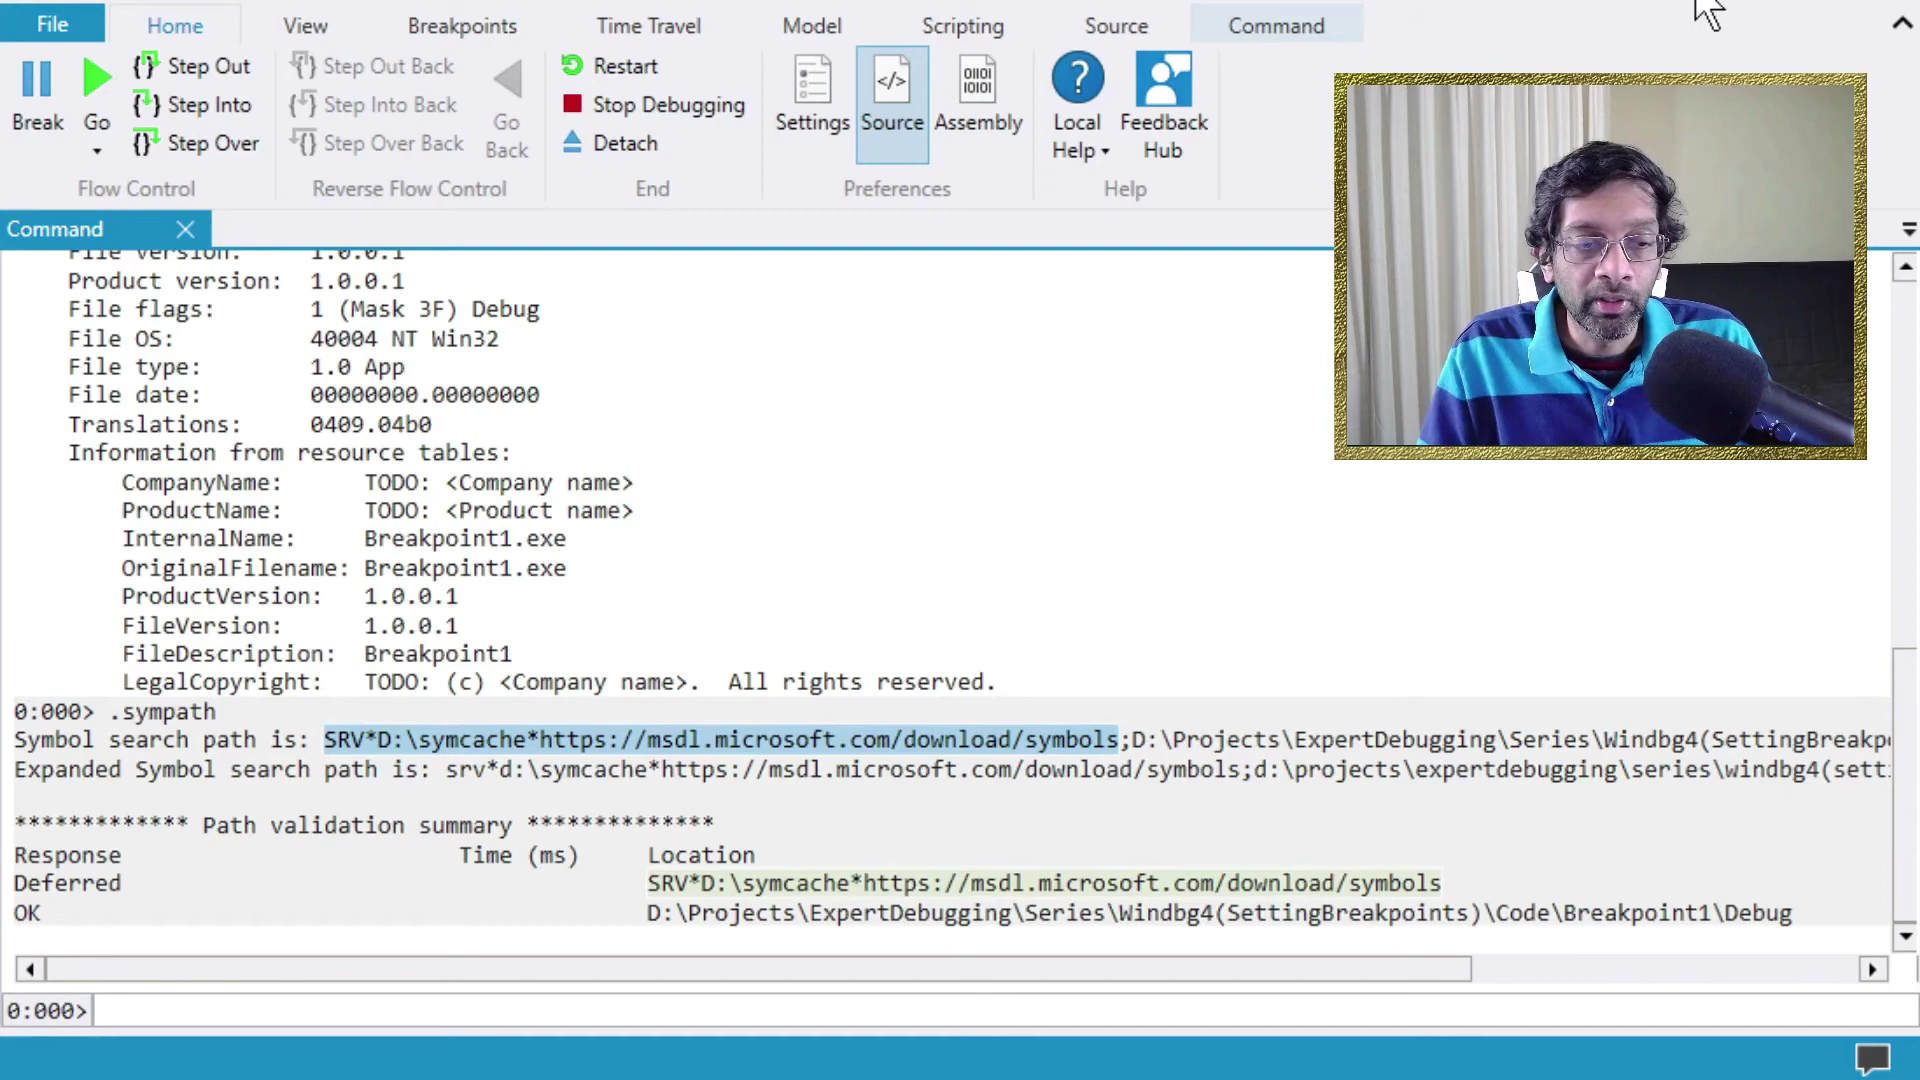 File Home View Breakpoints Time Travel Model Scripting Source Command
Break
Go
Step Out
Step Into
Step Over
Flow Control
Step Out Back
Step Into Back
Step Over Back
Go
Back
Reverse Flow Control
Restart
Stop Debugging
Detach
End
Settings
Source
Assembly
Preferences
Local
Help
Feedback
Hub
Help
Command
File version: 1.0.0.1
Product version: 1.0.0.1
File flags: 1 (Mask 3F) Debug
File OS: 40004 NT Win32
File type: 1.0 App
File date: 00000000.00000000
Translations: 0409.04b0
Information from resource tables:
CompanyName: TODO: <Company name>
ProductName: TODO: <Product name>
InternalName: Breakpoint1.exe
OriginalFilename: Breakpoint1.exe
ProductVersion: 1.0.0.1
FileVersion: 1.0.0.1
FileDescription: Breakpoint1
LegalCopyright: TODO: (c) <Company name>. All rights reserved.
0:000> .sympath
Symbol search path is: SRV*D:\symcache*https://msdl.microsoft.com/download/symbols;D:\Projects\ExpertDebugging\Series\Windbg4(SettingBreakp
Expanded Symbol search path is: srv*d:\symcache*https://msdl.microsoft.com/download/symbols;d:\projects\expertdebugging\series\windbg4(setti
************* Path validation summary **************
Response Time (ms) Location
Deferred SRV*D:\symcache*https://msdl.microsoft.com/download/symbols
OK D:\Projects\ExpertDebugging\Series\Windbg4(SettingBreakpoints)\Code\Breakpoint1\Debug
0:000>